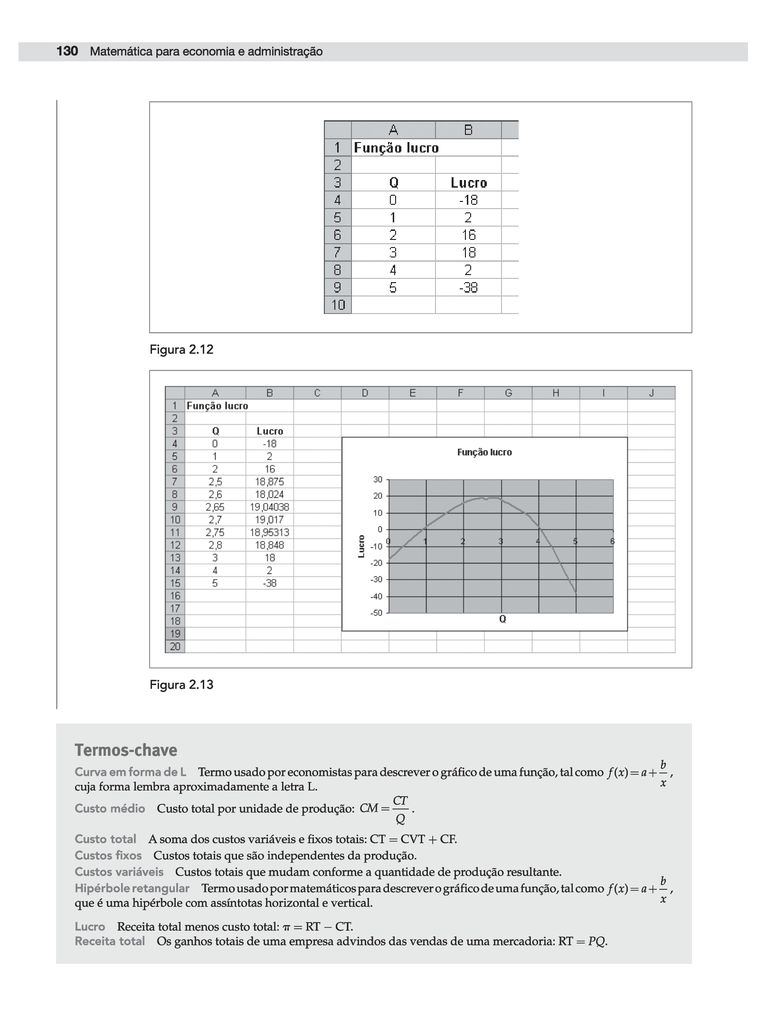 130 Matemática para economia e administração
A B
1 Função lucro
2
3 Q Lucro
4 0 -18
5 1 2
6 2 16
7 3 18
8 4 2
9 5 -38
10
Figura 2.12
A B C D E F G H I J
1 Função lucro
2
3 Q Lucro
4 0 -18
5 1 2
6 2 16
7 2,5 18,875
8 2,6 18,024
9 2,65 19,04038
10 2,7 19,017
11 2,75 18,95313
12 2,8 18,848
13 3 18
14 4 2
15 5 -38
16
17
18
19
20
Função lucro
30
20
10
0
-10
-20
-30
-40
-50
0 1 2 3 4 5 6
Lucro
Q
Figura 2.13
Termos-chave
Curva em forma de L Termo usado por economistas para descrever o gráfico de uma função, tal como f(x) = a + b/x,
cuja forma lembra aproximadamente a letra L.
Custo médio Custo total por unidade de produção: CM = CT/Q.
Custo total A soma dos custos variáveis e fixos totais: CT = CVT + CF.
Custos fixos Custos totais que são independentes da produção.
Custos variáveis Custos totais que mudam conforme a quantidade de produção resultante.
Hipérbole retangular Termo usado por matemáticos para descrever o gráfico de uma função, tal como f(x) = a + b/x,
que é uma hipérbole com assíntotas horizontal e vertical.
Lucro Receita total menos custo total: π = RT − CT.
Receita total Os ganhos totais de uma empresa advindos das vendas de uma mercadoria: RT = PQ.